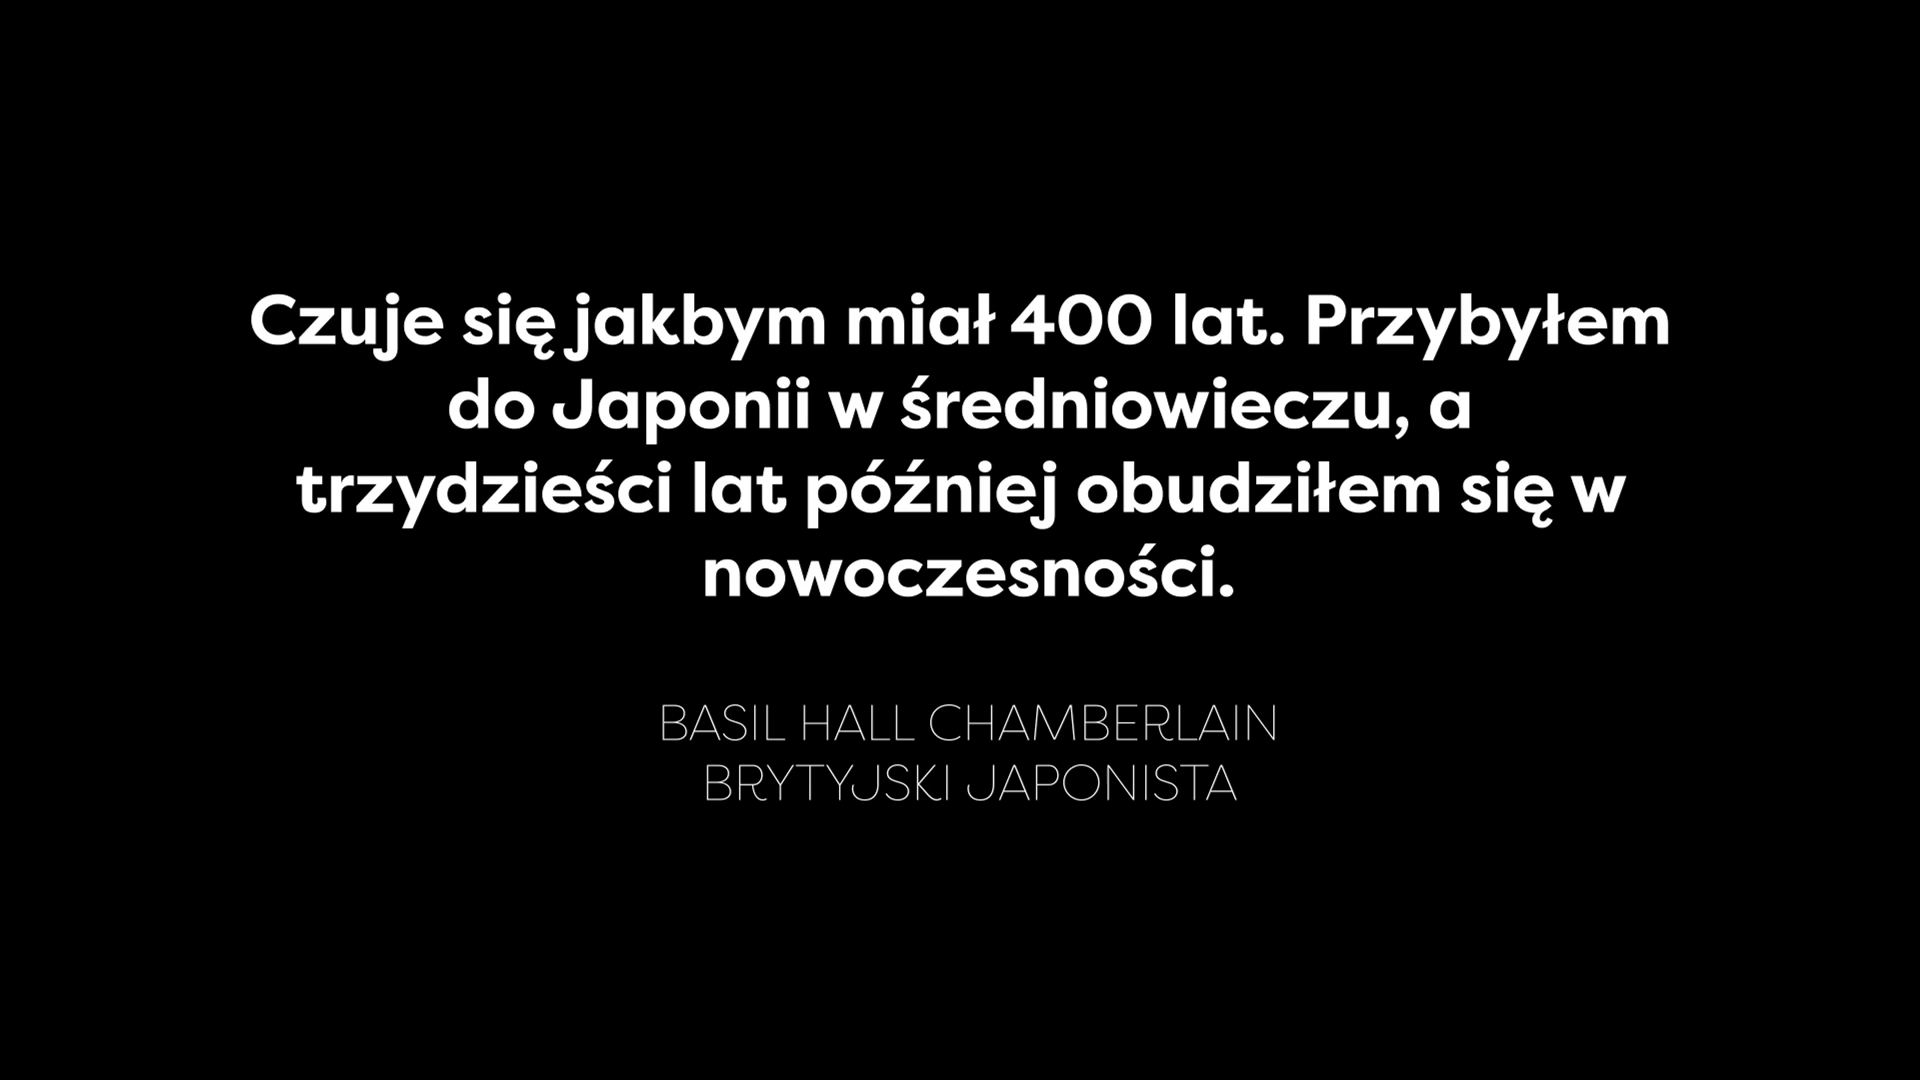 Czuje się jakbym miał 400 lat. Przybyłem
do Japonii w średniowieczu, a
trzydzieści lat później obudziłem się w
nowoczesności.
BASIL HALL CHAMBERLAIN
BRYTYJSKI JAPONISTA